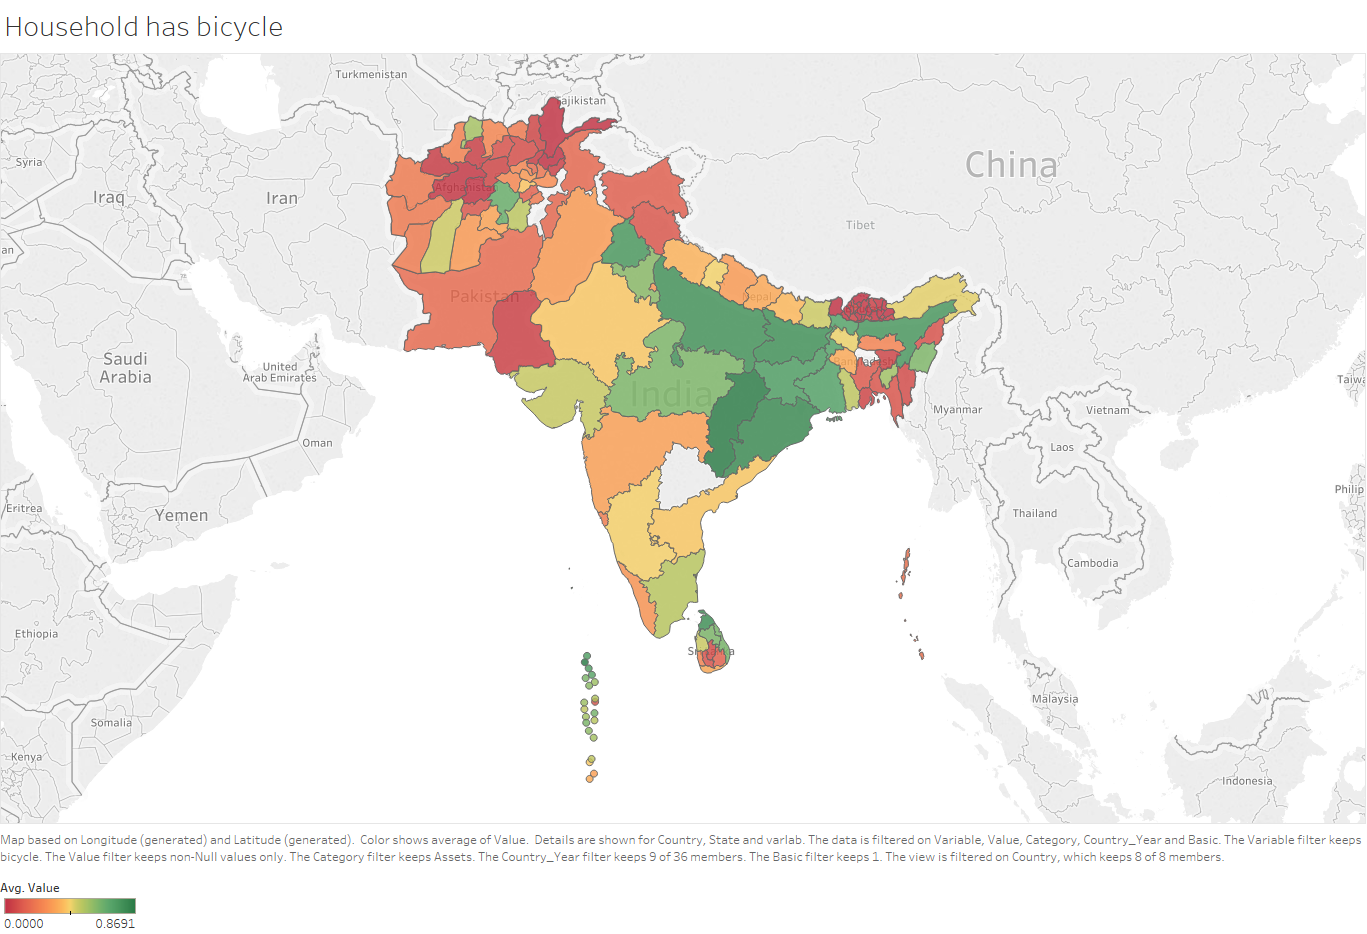 Household has bicycle
Turkmenistan
Tajikistan
Syria
China
Iraq
Iran
Afghanistan
Tibet
an
Pakistan
Nepal
Saudi
Arabia
United
Arab Emirates
Bangladesh
India
Taiwa
Myanmar
Vietnam
Oman
Laos
Eritrea
Yemen
Philip
Thailand
Cambodia
Ethiopia
Sri Lanka
Malaysia
Somalia
Kenya
Indonesia
Map based on Longitude (generated) and Latitude (generated).  Color shows average of Value.  Details are shown for Country, State and varlab. The data is filtered on Variable, Value, Category, Country_Year and Basic. The Variable filter keeps
bicycle. The Value filter keeps non-Null values only. The Category filter keeps Assets. The Country_Year filter keeps 9 of 36 members. The Basic filter keeps 1. The view is filtered on Country, which keeps 8 of 8 members.
Avg. Value
0.0000 0.8691